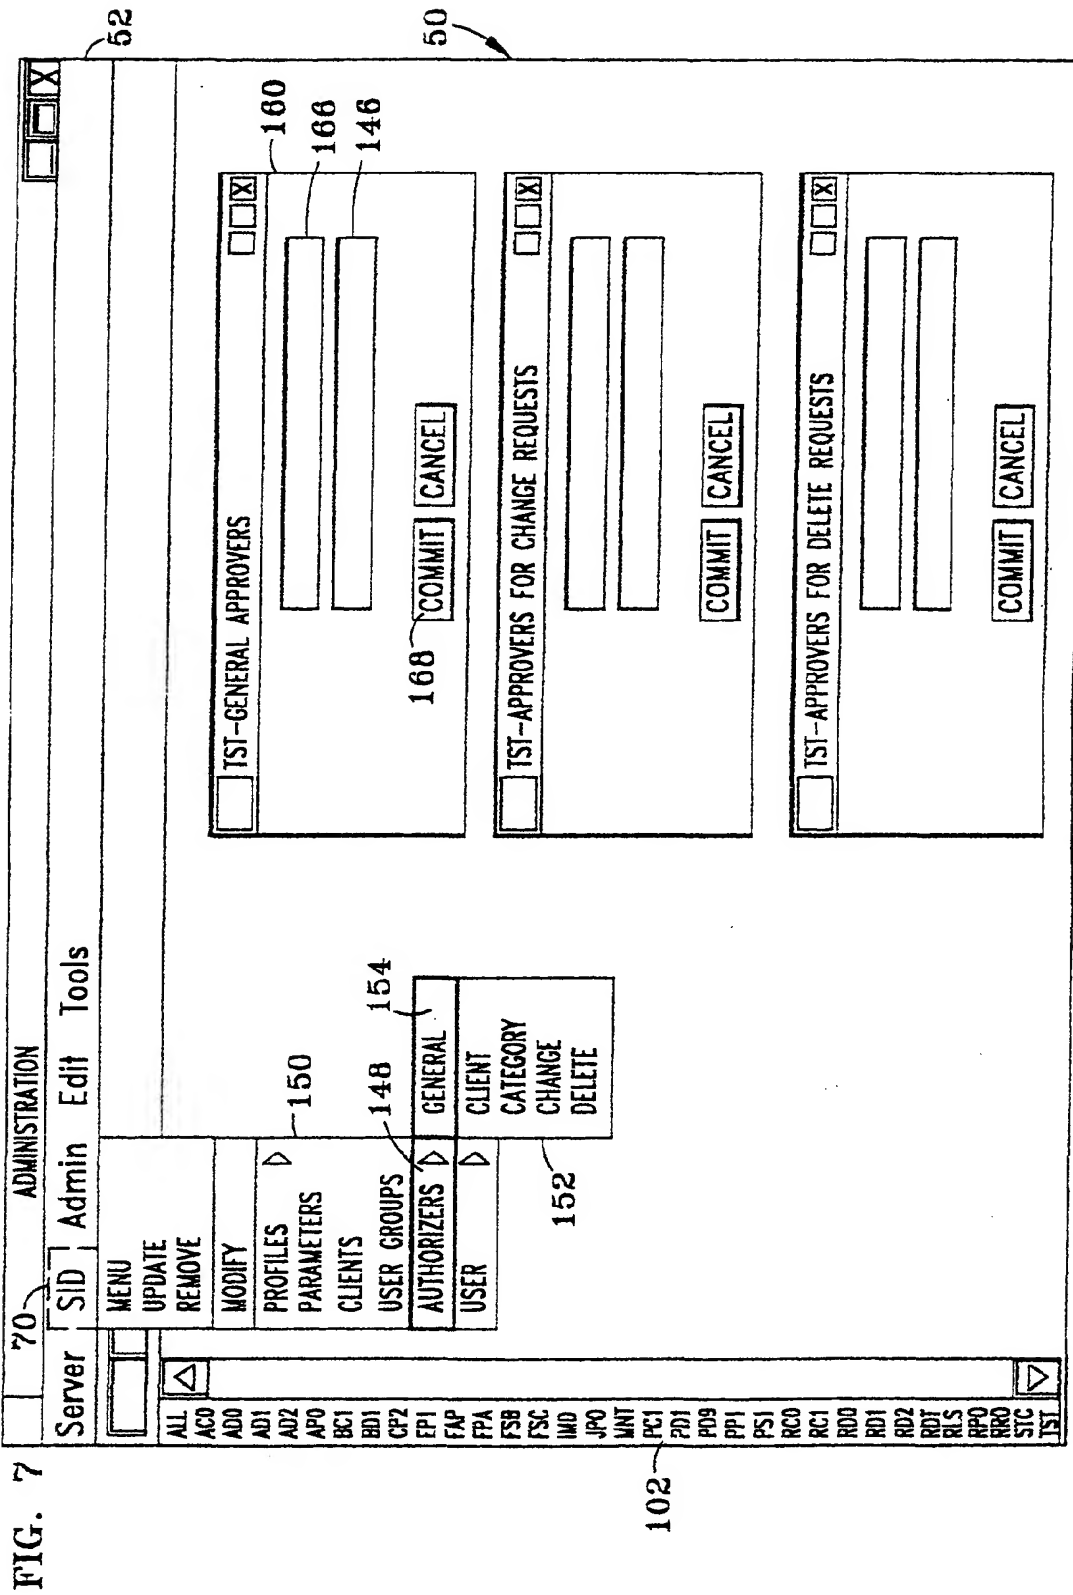 FIG. 7
ADMINISTRATION
52
70
Server SID Admin Edit Tools
MENU
UPDATE
REMOVE
MODIFY
PROFILES
PARAMETERS
CLIENTS
USER GROUPS
AUTHORIZERS
USER
150
148
154
GENERAL
CLIENT
CATEGORY
CHANGE
DELETE
152
ALL
AC0
AD0
AD1
AD2
AP0
BC1
BD1
CP2
EP1
FAP
FPA
FSB
FSC
IMD
JPO
MNT
PC1
PD1
PD9
PP1
PS1
RC0
RC1
RD0
RD1
RD2
RDT
RLS
RPO
RRO
STC
TST
102
50
TST-GENERAL APPROVERS
X
160
166
146
168
COMMIT CANCEL
TST-APPROVERS FOR CHANGE REQUESTS
X
COMMIT CANCEL
TST-APPROVERS FOR DELETE REQUESTS
X
COMMIT CANCEL
X